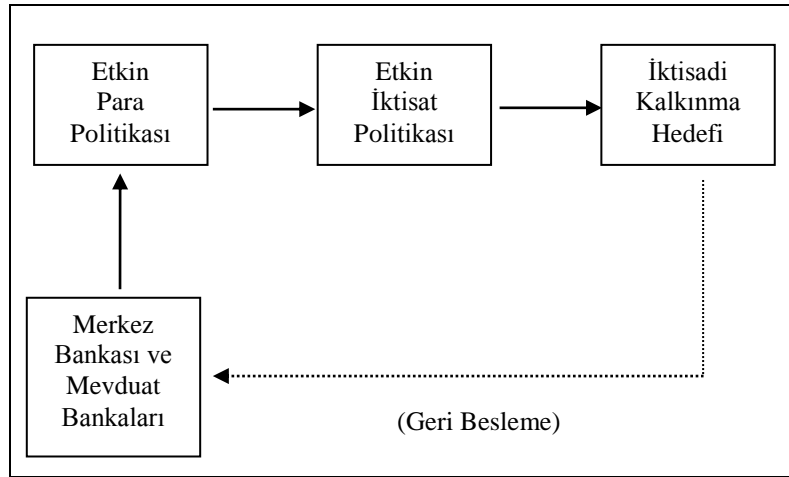 Etkin
Para
Politikası
Etkin
İktisat
Politikası
İktisadi
Kalkınma
Hedefi
Merkez
Bankası ve
Mevduat
Bankaları
(Geri Besleme)